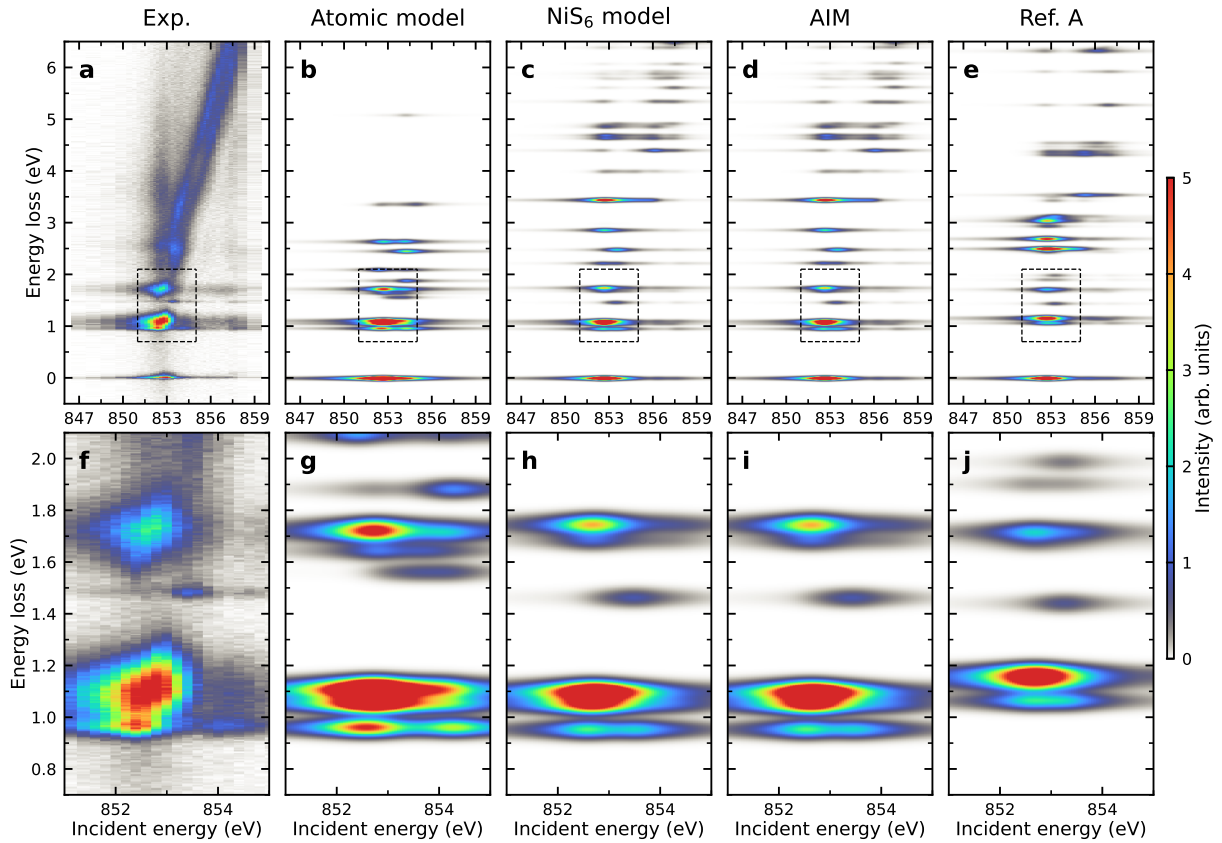 Exp. Atomic model NiS₆ model AIM Ref. A
a b c d e
6
5
4
3
2
1
0
Energy loss (eV)
847 850 853 856 859 847 850 853 856 859 847 850 853 856 859 847 850 853 856 859 847 850 853 856 859
f g h i j
2.0
1.8
1.6
1.4
1.2
1.0
0.8
Energy loss (eV)
852 854 852 854 852 854 852 854 852 854
Incident energy (eV) Incident energy (eV) Incident energy (eV) Incident energy (eV) Incident energy (eV)
5
4
3
2
1
0
Intensity (arb. units)